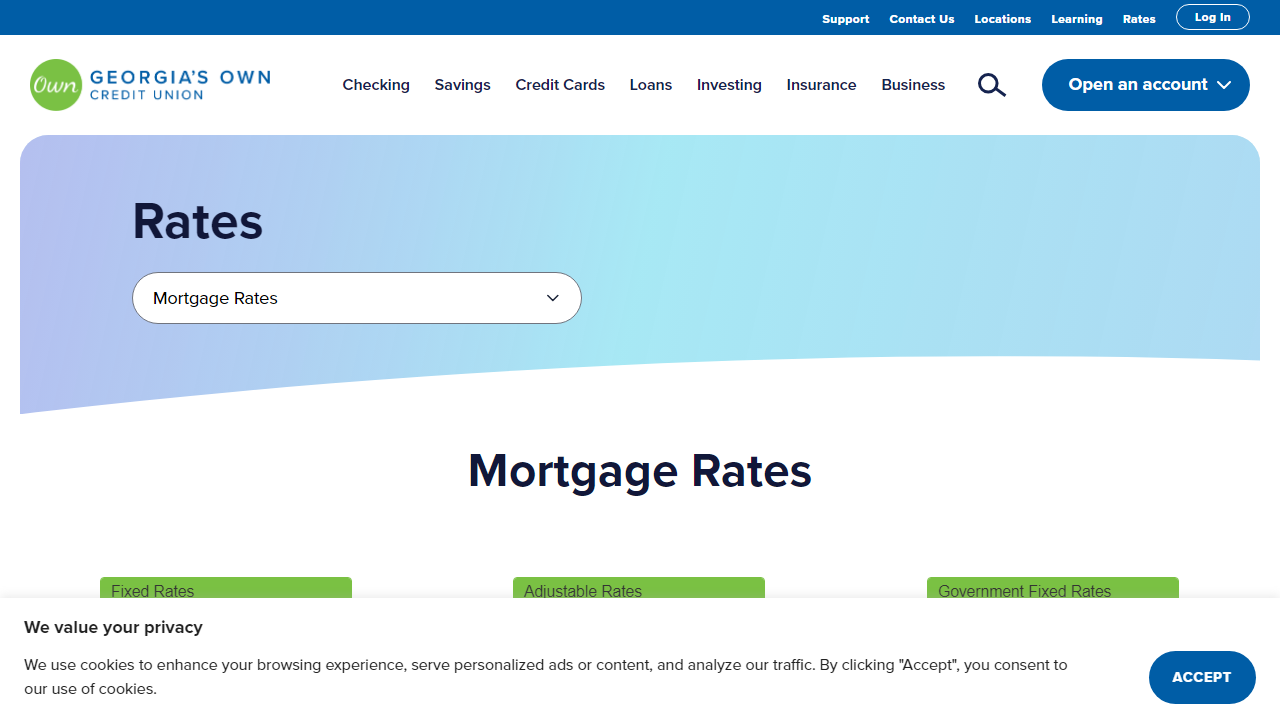 Support Contact Us Locations Learning Rates Log In
Own GEORGIA'S OWN
CREDIT UNION
Checking Savings Credit Cards Loans Investing Insurance Business Open an account
Rates
Mortgage Rates
Mortgage Rates
Fixed Rates Adjustable Rates Government Fixed Rates
We value your privacy
We use cookies to enhance your browsing experience, serve personalized ads or content, and analyze our traffic. By clicking "Accept", you consent to
our use of cookies.
ACCEPT